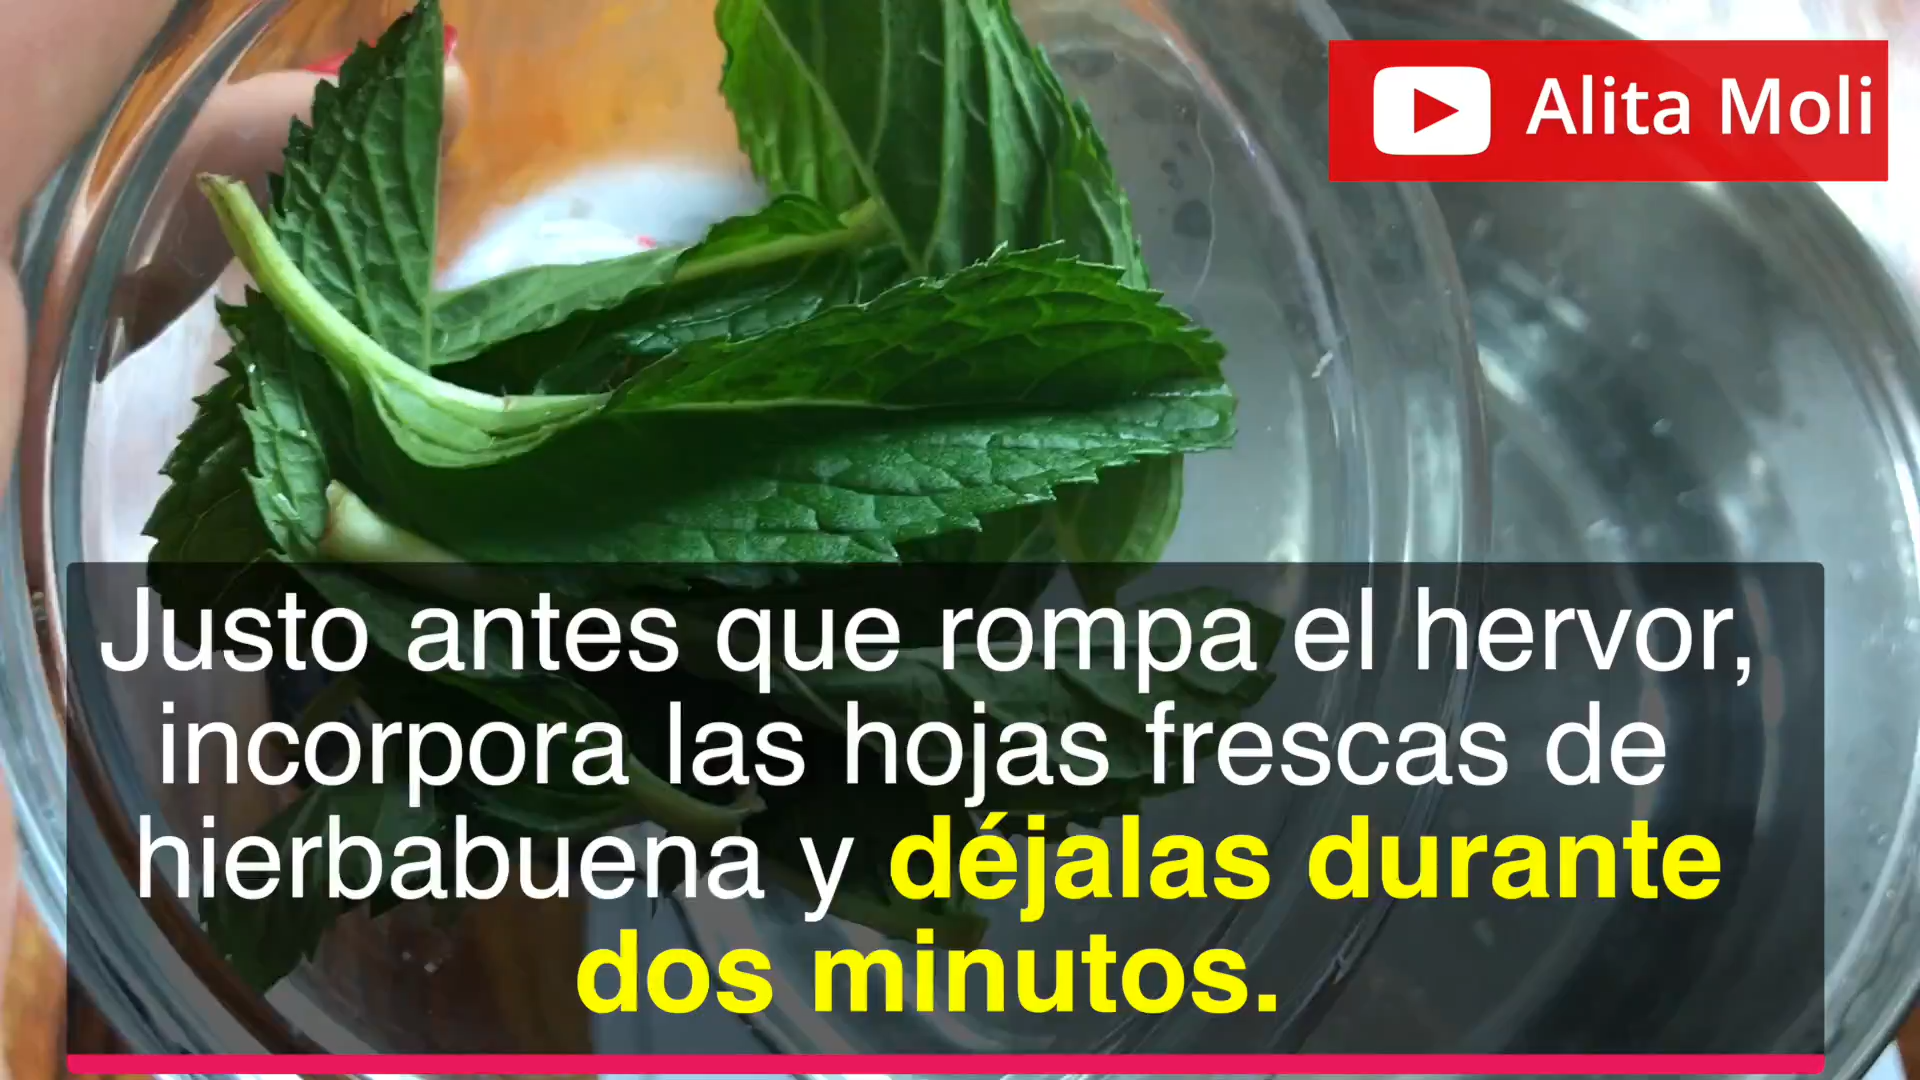 Alita Moli
Justo antes que rompa el hervor,
incorpora las hojas frescas de
hierbabuena y déjalas durante
dos minutos.